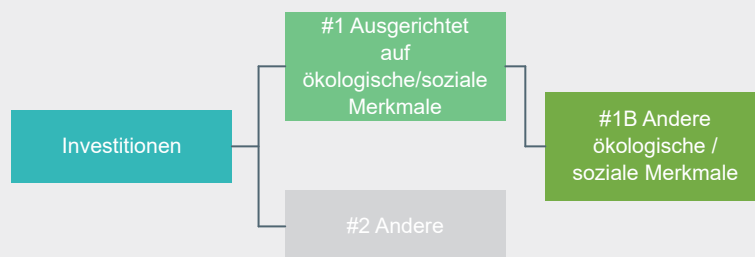 #1 Ausgerichtet
auf
ökologische/soziale
Merkmale
Investitionen
#1B Andere
ökologische /
soziale Merkmale
#2 Andere